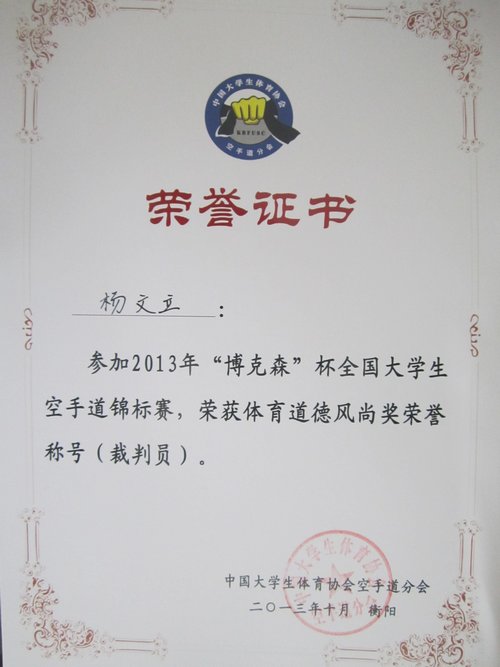 中国大学生体育协会
KBFUSC
空手道分会
荣誉证书
杨文立：
参加2013年“博克森”杯全国大学生
空手道锦标赛，荣获体育道德风尚奖荣誉
称号（裁判员）。
中国大学生体育协会空手道分会
二〇一三年十月 衡阳